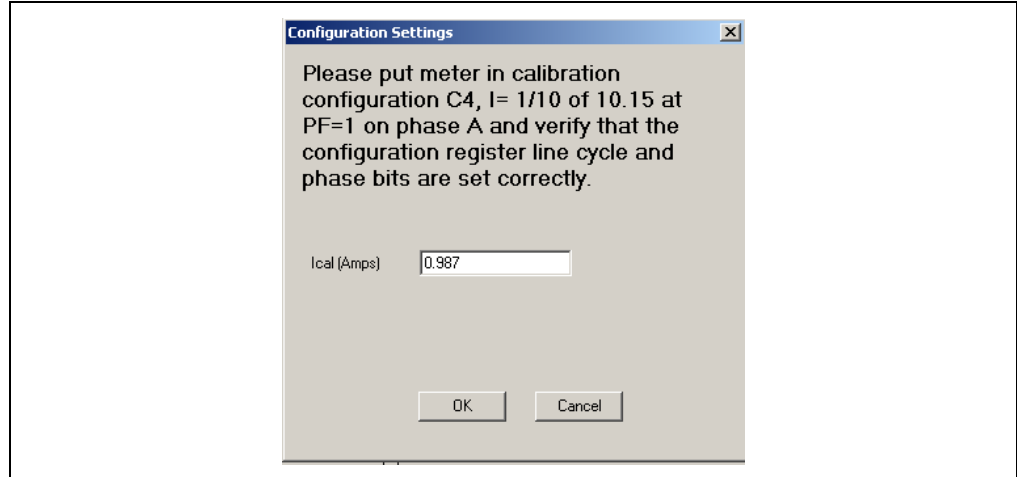 Configuration Settings
Please put meter in calibration
configuration C4, I= 1/10 of 10.15 at
PF=1 on phase A and verify that the
configuration register line cycle and
phase bits are set correctly.
Ical (Amps) 0.987
OK Cancel